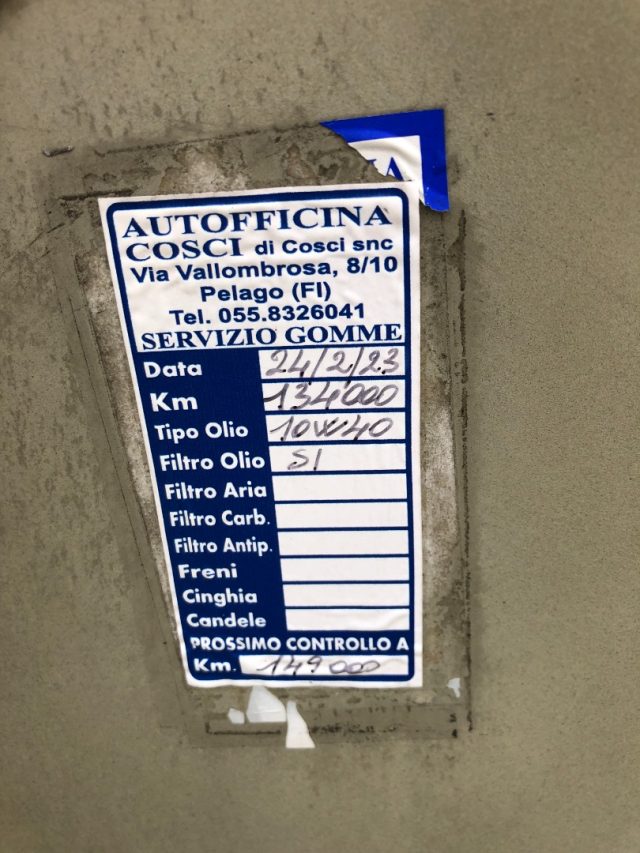 AUTOFFICINA
COSCI di Cosci snc
Via Vallombrosa, 8/10
Pelago (FI)
Tel. 055.8326041
SERVIZIO GOMME
Data 24/2/23
Km 134000
Tipo Olio 10W40
Filtro Olio SI
Filtro Aria
Filtro Carb.
Filtro Antip.
Freni
Cinghia
Candele
PROSSIMO CONTROLLO A
Km. 149000